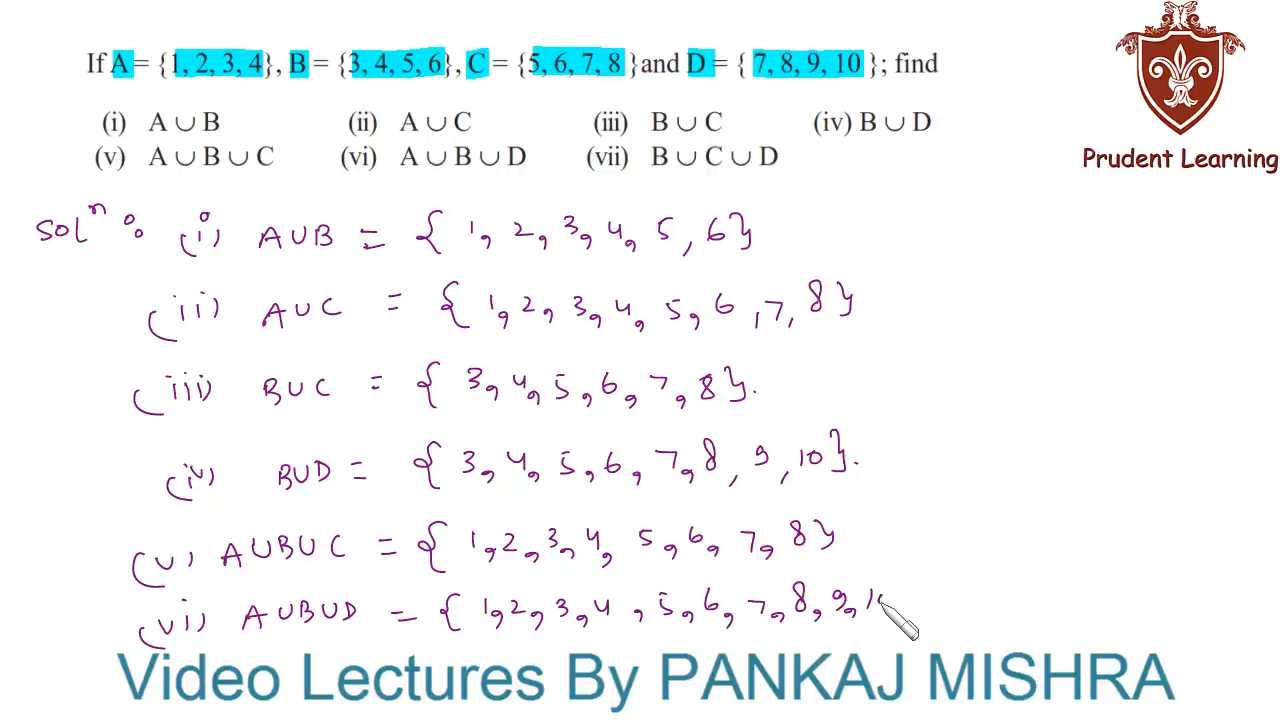 If A = {1, 2, 3, 4}, B = {3, 4, 5, 6}, C = {5, 6, 7, 8 }and D = { 7, 8, 9, 10 }; find
(i) A ∪ B (ii) A ∪ C (iii) B ∪ C (iv) B ∪ D
(v) A ∪ B ∪ C (vi) A ∪ B ∪ D (vii) B ∪ C ∪ D
Prudent Learning
Solⁿ : (i) A∪B = { 1, 2, 3, 4, 5, 6}
(ii) A∪C = { 1, 2, 3, 4, 5, 6, 7, 8}
(iii) B∪C = { 3, 4, 5, 6, 7, 8}.
(iv) B∪D = { 3, 4, 5, 6, 7, 8, 9, 10}.
(v) A∪B∪C = { 1, 2, 3, 4, 5, 6, 7, 8}
(vi) A∪B∪D = { 1, 2, 3, 4, 5, 6, 7, 8, 9, 1
Video Lectures By PANKAJ MISHRA